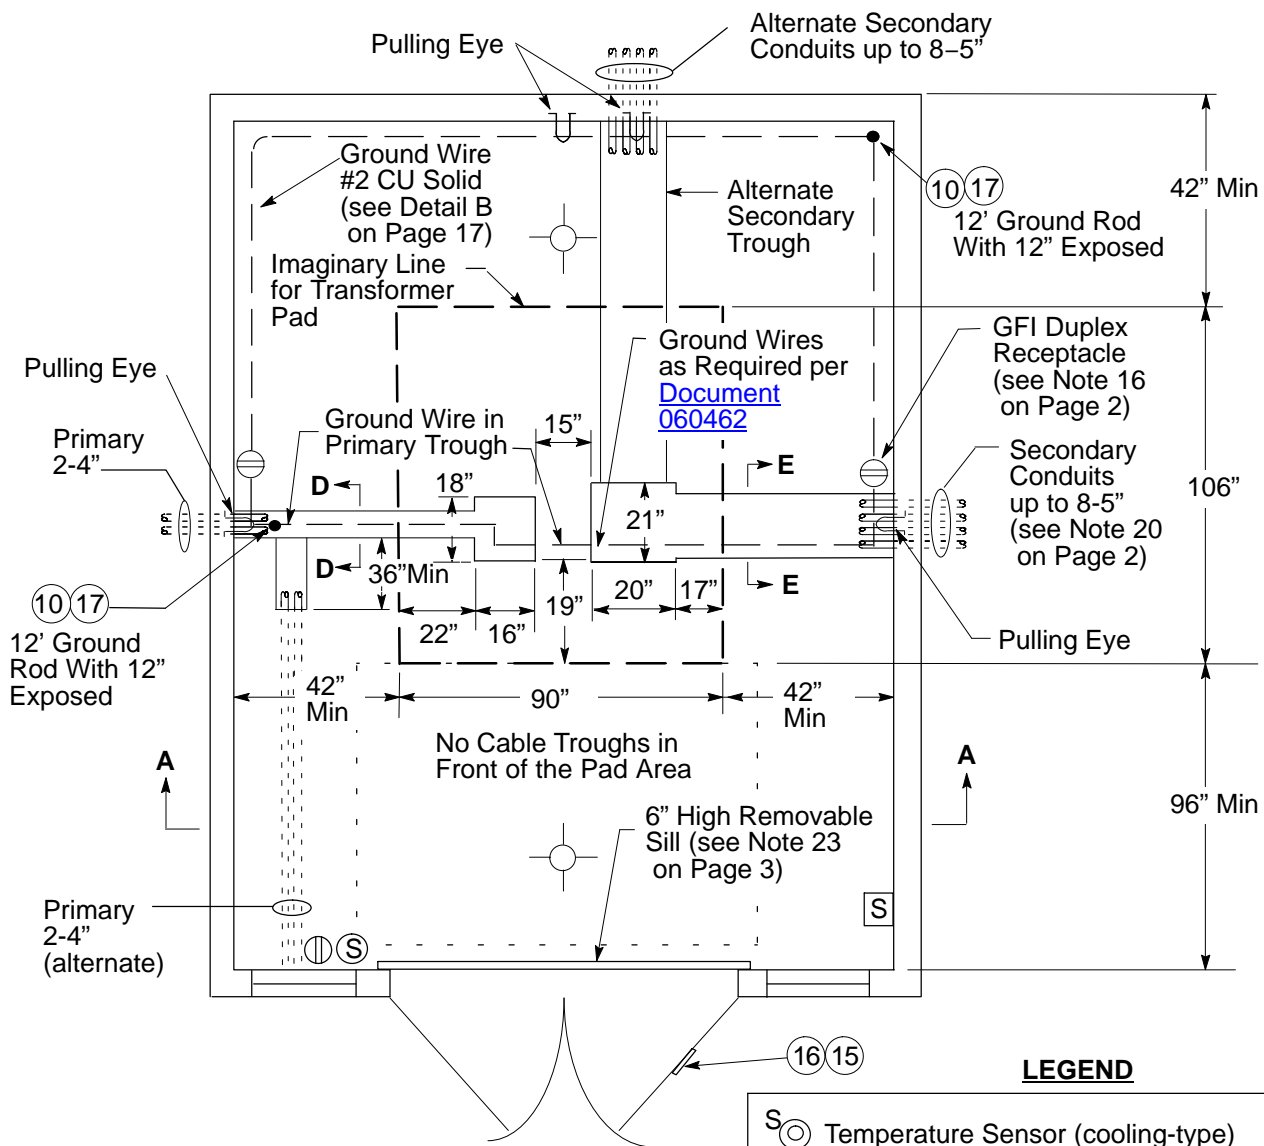 Alternate Secondary
Conduits up to 8–5”
Pulling Eye
Ground Wire
#2 CU Solid
(see Detail B
on Page 17)
Alternate
Secondary
Trough
10 17
12’ Ground Rod
With 12” Exposed
42” Min
Imaginary Line
for Transformer
Pad
Ground Wires
as Required per
Document
060462
GFI Duplex
Receptacle
(see Note 16
on Page 2)
Pulling Eye
Primary
2-4”
Ground Wire in
Primary Trough
15”
D
18”
21”
E
Secondary
Conduits
up to 8-5”
(see Note 20
on Page 2)
106”
D
36”Min
19”
20”
17”
E
22”
16”
10 17
12’ Ground
Rod With 12”
Exposed
Pulling Eye
42”
Min
90”
42”
Min
No Cable Troughs in
Front of the Pad Area
A
A
96” Min
6” High Removable
Sill (see Note 23
on Page 3)
Primary
2-4”
(alternate)
S
S
16 15
LEGEND
S Temperature Sensor (cooling-type)